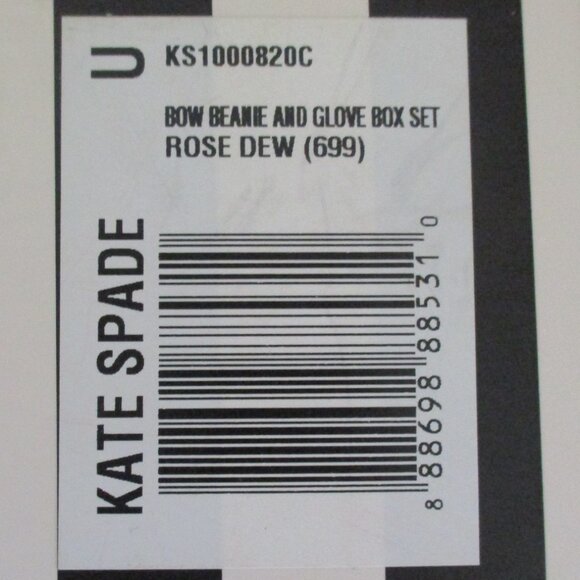 U
KS1000820C
BOW BEANIE AND GLOVE BOX SET
ROSE DEW (699)
KATE SPADE
8 88698 88531 0